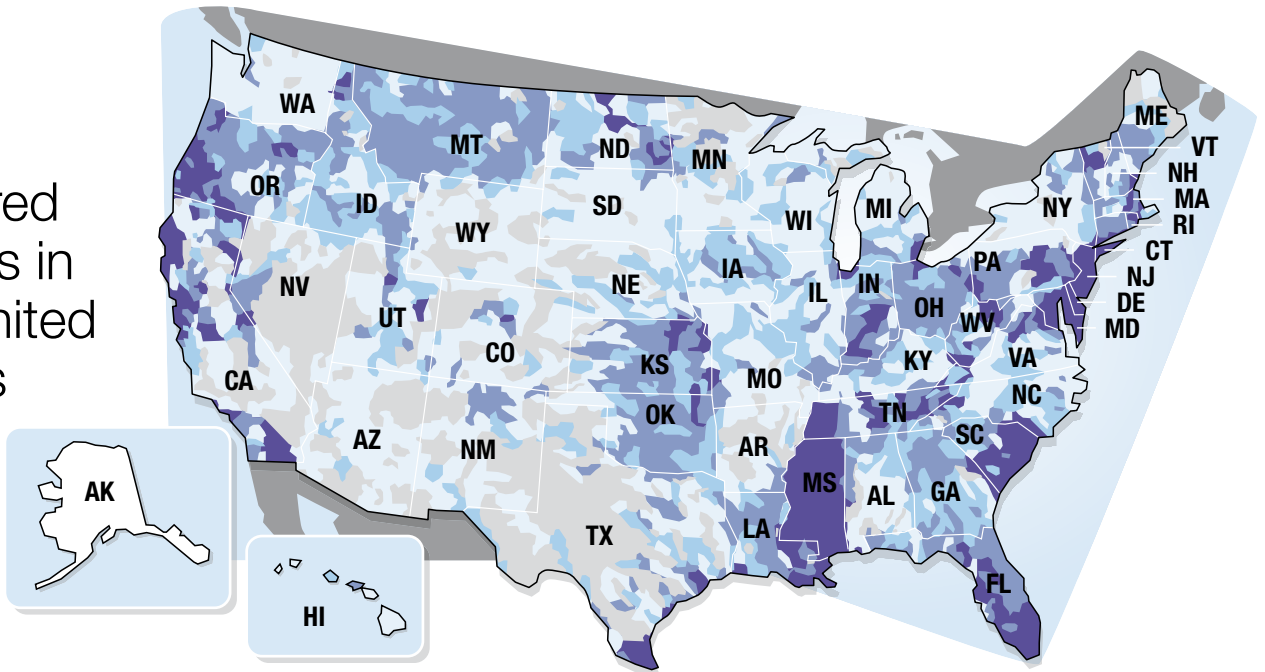 red
s in
nited
s
WA
MT
ND
MN
ME
VT
NH
MA
RI
CT
NJ
DE
MD
OR
ID
SD
WI
MI
NY
WY
IA
PA
NV
NE
IL
IN
OH
UT
WV
CO
KS
KY
VA
CA
MO
NC
OK
TN
AZ
NM
AR
SC
MS
AL
GA
AK
TX
LA
FL
HI